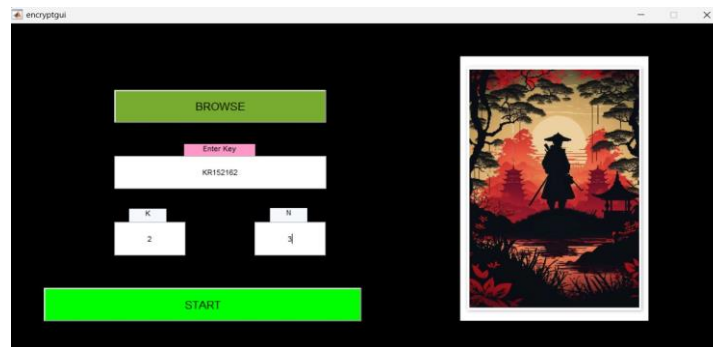 encryptgui
BROWSE
Enter Key
KR152162
K
N
2
3
START